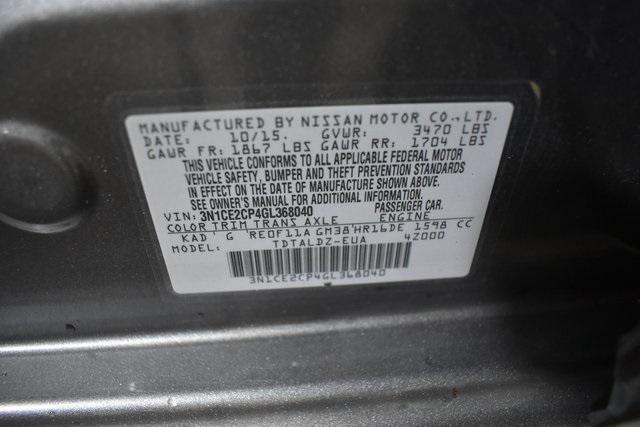 MANUFACTURED BY NISSAN MOTOR CO.,LTD.
DATE: 10/15. GVWR: 3470 LBS
GAWR FR: 1867 LBS GAWR RR: 1704 LBS
THIS VEHICLE CONFORMS TO ALL APPLICABLE FEDERAL MOTOR
VEHICLE SAFETY, BUMPER AND THEFT PREVENTION STANDARDS
IN EFFECT ON THE DATE OF MANUFACTURE SHOWN ABOVE.
SEE OWNER'S MANUAL FOR ADDITIONAL INFORMATION.
VIN: 3N1CE2CP4GL368040 PASSENGER CAR.
COLOR TRIM TRANS AXLE ENGINE
KAD G RE0F11A GM38 HR16DE 1598 CC
MODEL: TDTALDZ-EUA 42000
3N1CE2CP4GL368040